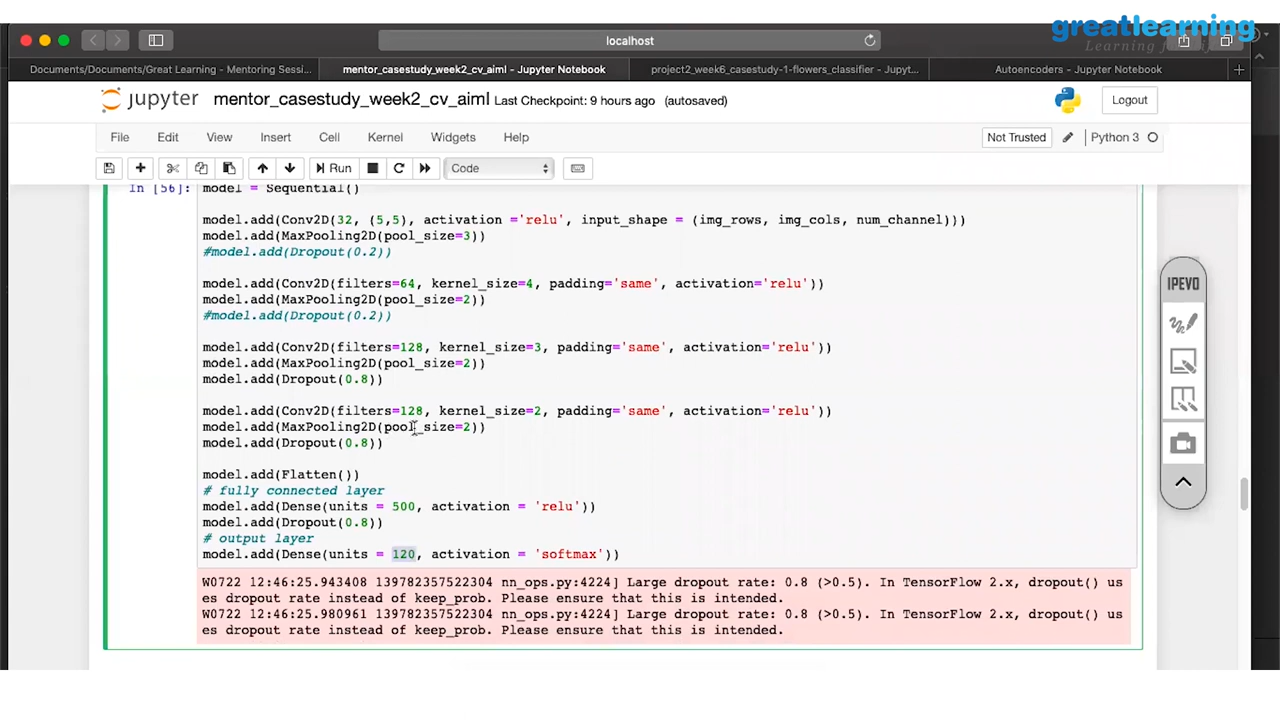 greatlearning
Learning for Life
localhost
Documents/Documents/Great Learning - Mentoring Sessi...
mentor_casestudy_week2_cv_aiml - Jupyter Notebook
project2_week6_casestudy-1-flowers_classifier - Jupyt...
Autoencoders - Jupyter Notebook
jupyter mentor_casestudy_week2_cv_aiml Last Checkpoint: 9 hours ago (autosaved)
Logout
File Edit View Insert Cell Kernel Widgets Help
Not Trusted
Python 3
Run
Code
In [56]: model = Sequential()
model.add(Conv2D(32, (5,5), activation ='relu', input_shape = (img_rows, img_cols, num_channel)))
model.add(MaxPooling2D(pool_size=3))
#model.add(Dropout(0.2))
model.add(Conv2D(filters=64, kernel_size=4, padding='same', activation='relu'))
model.add(MaxPooling2D(pool_size=2))
#model.add(Dropout(0.2))
model.add(Conv2D(filters=128, kernel_size=3, padding='same', activation='relu'))
model.add(MaxPooling2D(pool_size=2))
model.add(Dropout(0.8))
model.add(Conv2D(filters=128, kernel_size=2, padding='same', activation='relu'))
model.add(MaxPooling2D(pool_size=2))
model.add(Dropout(0.8))
model.add(Flatten())
# fully connected layer
model.add(Dense(units = 500, activation = 'relu'))
model.add(Dropout(0.8))
# output layer
model.add(Dense(units = 120, activation = 'softmax'))
W0722 12:46:25.943408 139782357522304 nn_ops.py:4224] Large dropout rate: 0.8 (>0.5). In TensorFlow 2.x, dropout() us
es dropout rate instead of keep_prob. Please ensure that this is intended.
W0722 12:46:25.980961 139782357522304 nn_ops.py:4224] Large dropout rate: 0.8 (>0.5). In TensorFlow 2.x, dropout() us
es dropout rate instead of keep_prob. Please ensure that this is intended.
IPEVO